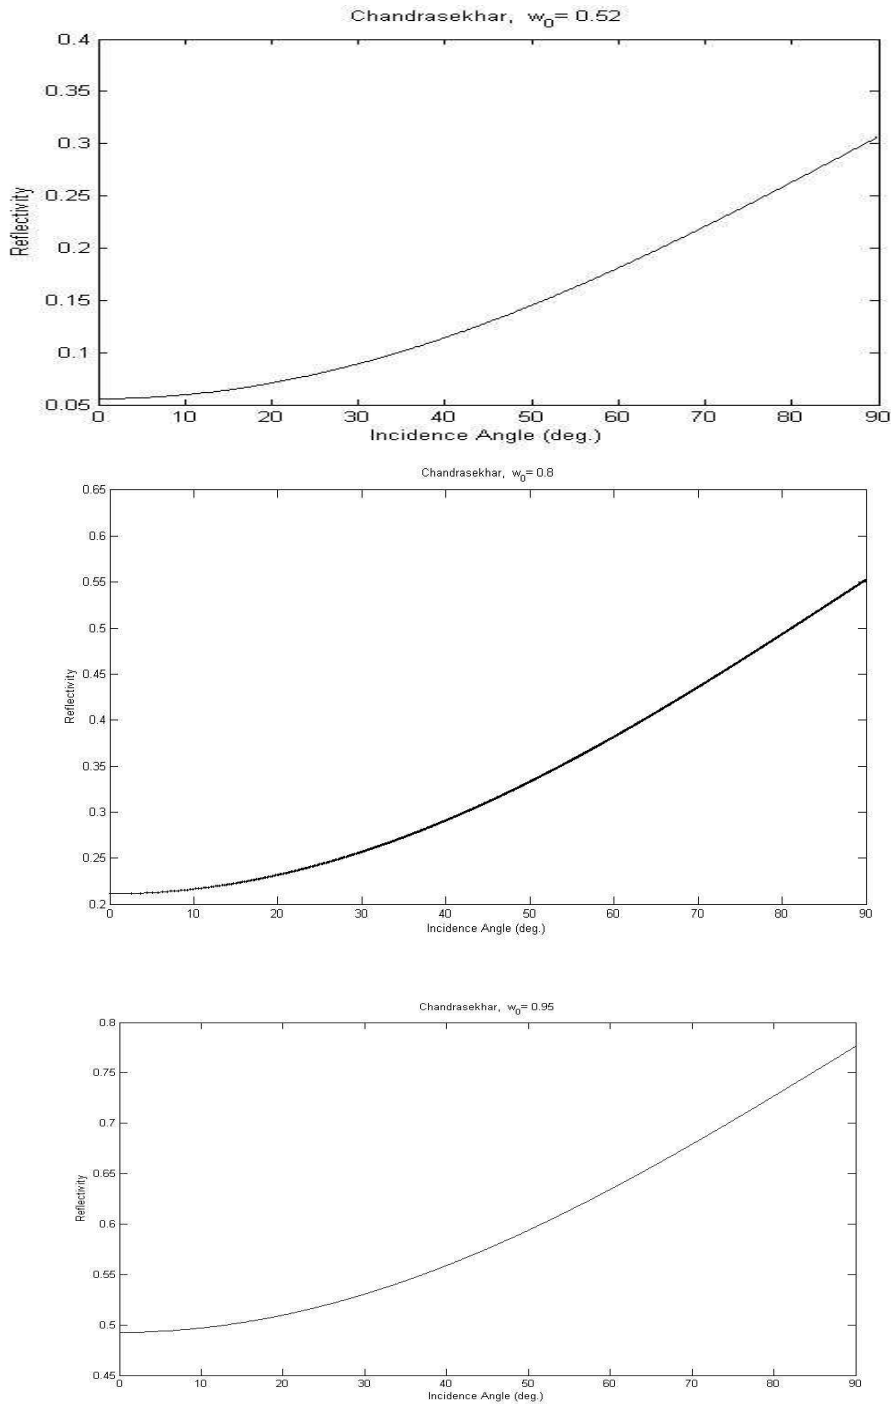 Chandrasekhar, w0= 0.52
0.4
0.35
0.3
0.25
0.2
0.15
0.1
0.05
Reflectivity
0 10 20 30 40 50 60 70 80 90
Incidence Angle (deg.)
Chandrasekhar, w0= 0.8
0.65
0.6
0.55
0.5
0.45
0.4
0.35
0.3
0.25
0.2
Reflectivity
0 10 20 30 40 50 60 70 80 90
Incidence Angle (deg.)
Chandrasekhar, w0= 0.95
0.8
0.75
0.7
0.65
0.6
0.55
0.5
0.45
Reflectivity
0 10 20 30 40 50 60 70 80 90
Incidence Angle (deg.)